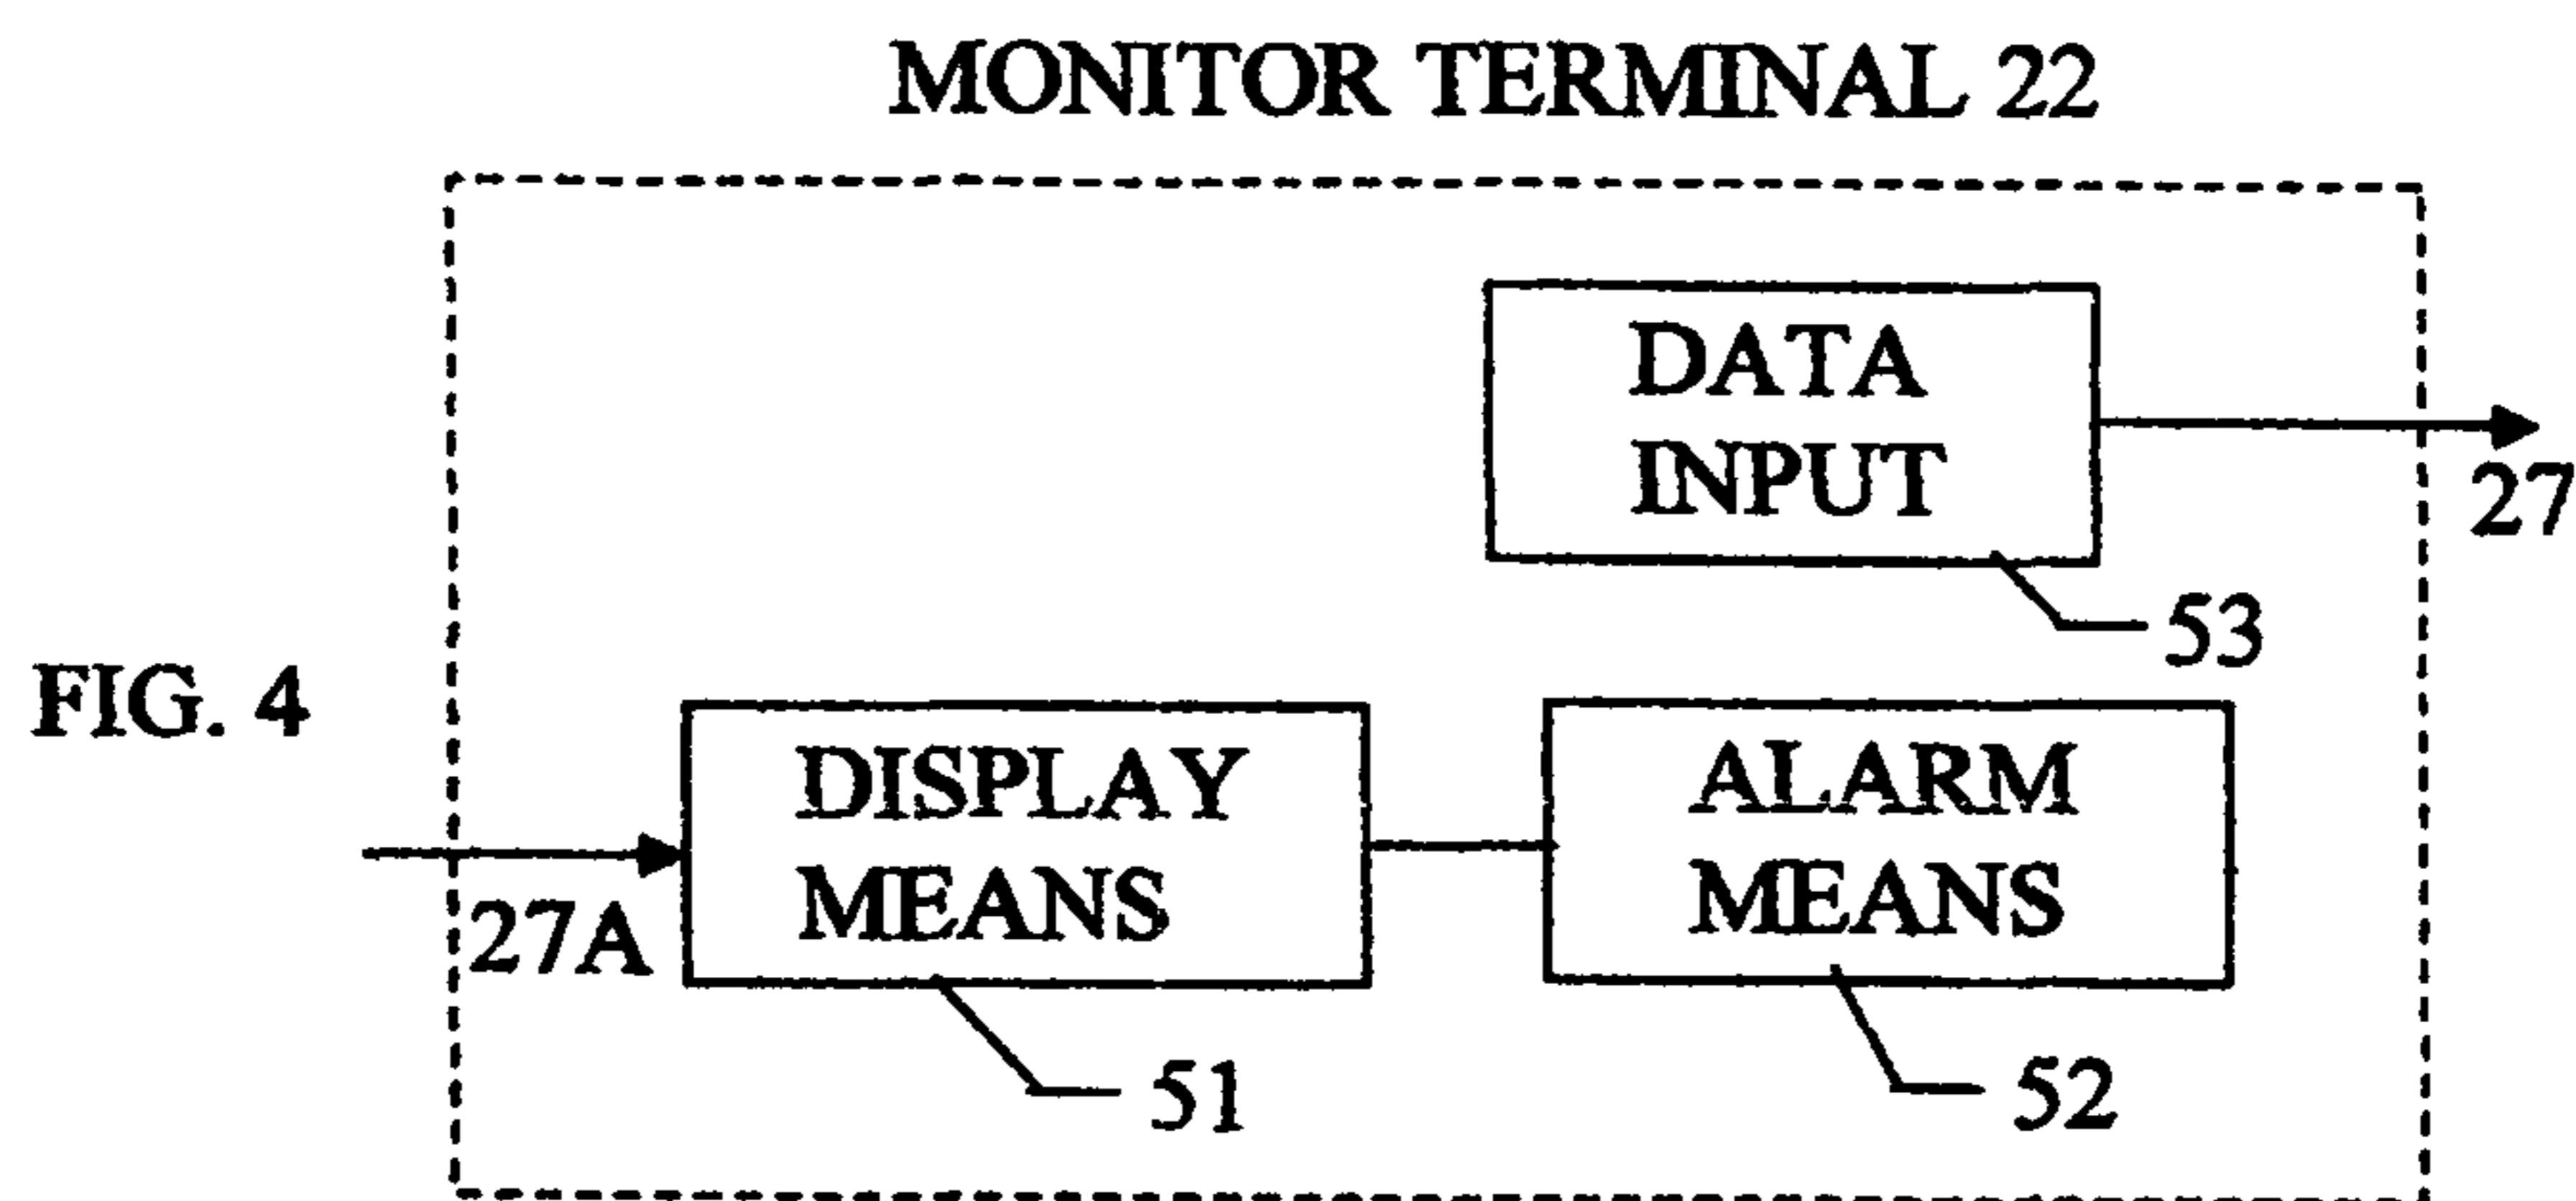 MONITOR TERMINAL 22
DATA
INPUT
27
53
FIG. 4
DISPLAY
MEANS
ALARM
MEANS
27A
51
52